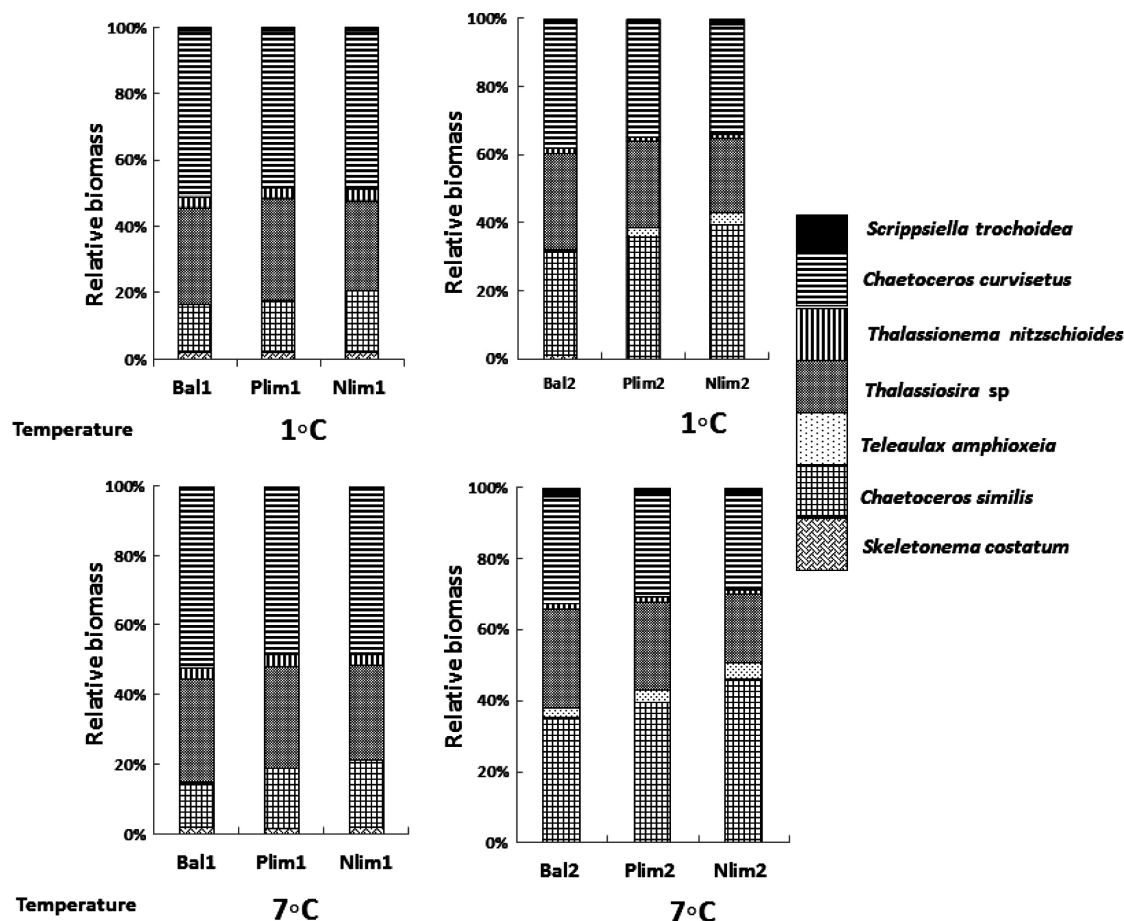 100%
80%
60%
40%
20%
0%
Relative biomass
Bal1 Plim1 Nlim1
Temperature 1°C
100%
80%
60%
40%
20%
0%
Relative biomass
Bal2 Plim2 Nlim2
1°C
Scrippsiella trochoidea
Chaetoceros curvisetus
Thalassionema nitzschioides
Thalassiosira sp
Teleaulax amphioxeia
Chaetoceros similis
Skeletonema costatum
100%
80%
60%
40%
20%
0%
Relative biomass
Bal1 Plim1 Nlim1
Temperature 7°C
100%
80%
60%
40%
20%
0%
Relative biomass
Bal2 Plim2 Nlim2
7°C